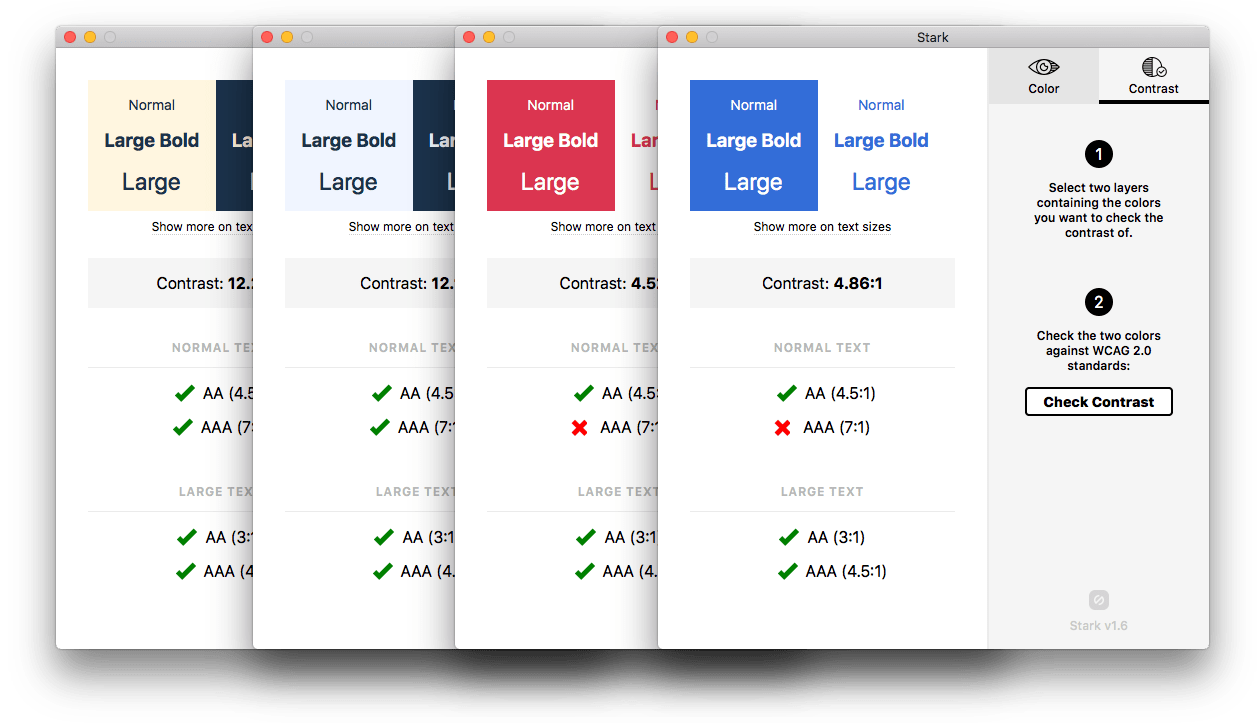 Stark
Normal
Large Bold
Large
Show more on tex
Contrast: 12.
NORMAL TEX
AA (4.5
AAA (7:
LARGE TEX
AA (3:1
AAA (4
Normal
Large Bold
Large
Show more on text
Contrast: 12.
NORMAL TEX
AA (4.5
AAA (7:1
LARGE TEXT
AA (3:1
AAA (4.
Normal
Large Bold
Lar
Large
Show more on text
Contrast: 4.5
NORMAL TEX
AA (4.5:
AAA (7:1
LARGE TEXT
AA (3:1
AAA (4.
Normal Normal
Large Bold Large Bold
Large Large
Show more on text sizes
Contrast: 4.86:1
NORMAL TEXT
AA (4.5:1)
AAA (7:1)
LARGE TEXT
AA (3:1)
AAA (4.5:1)
Color Contrast
1
Select two layers
containing the colors
you want to check the
contrast of.
2
Check the two colors
against WCAG 2.0
standards:
Check Contrast
Stark v1.6